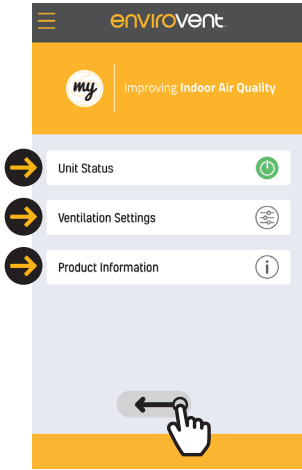 envirovent
my
Improving Indoor Air Quality
Unit Status
Ventilation Settings
Product Information
i